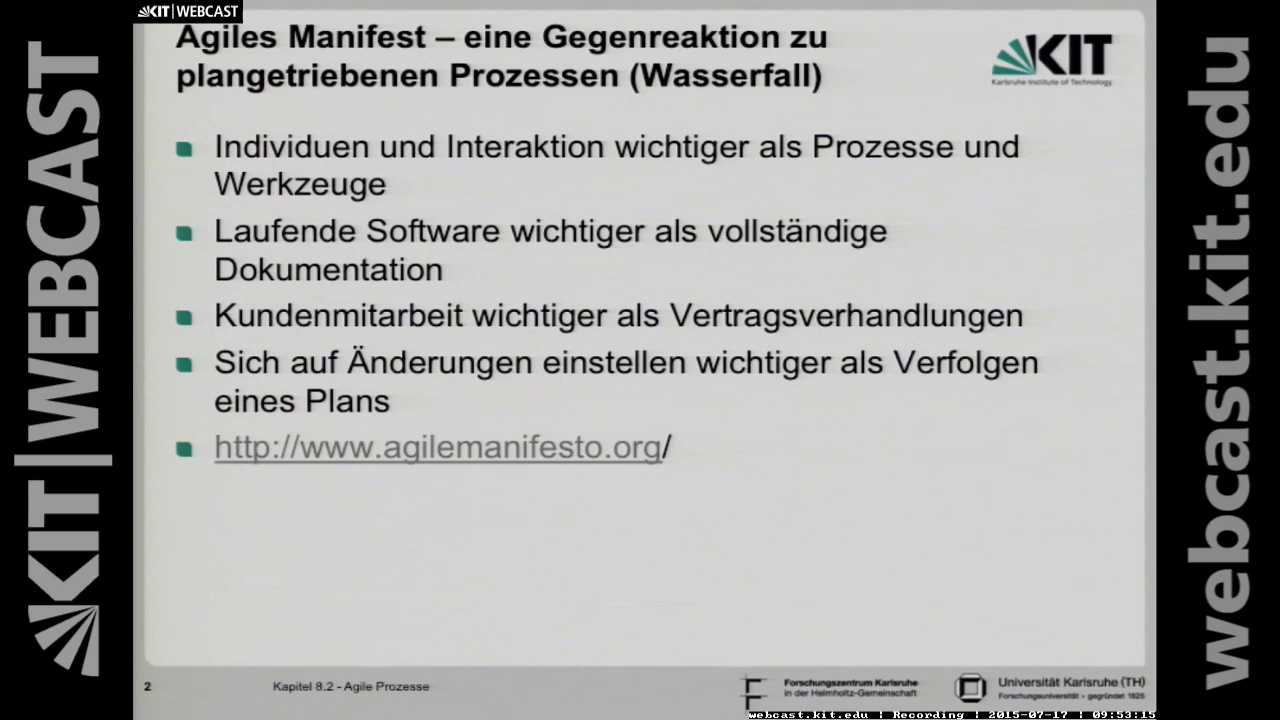 KIT|WEBCAST
Agiles Manifest – eine Gegenreaktion zu
plangetriebenen Prozessen (Wasserfall)
KIT
Karlsruhe Institute of Technology
Individuen und Interaktion wichtiger als Prozesse und
Werkzeuge
Laufende Software wichtiger als vollständige
Dokumentation
Kundenmitarbeit wichtiger als Vertragsverhandlungen
Sich auf Änderungen einstellen wichtiger als Verfolgen
eines Plans
http://www.agilemanifesto.org/
2
Kapitel 8.2 - Agile Prozesse
Forschungszentrum Karlsruhe
in der Helmholtz-Gemeinschaft
Universität Karlsruhe (TH)
Forschungsuniversität • gegründet 1825
webcast.kit.edu | Recording | 2015-07-17 | 09:53:15
KIT|WEBCAST
webcast.kit.edu